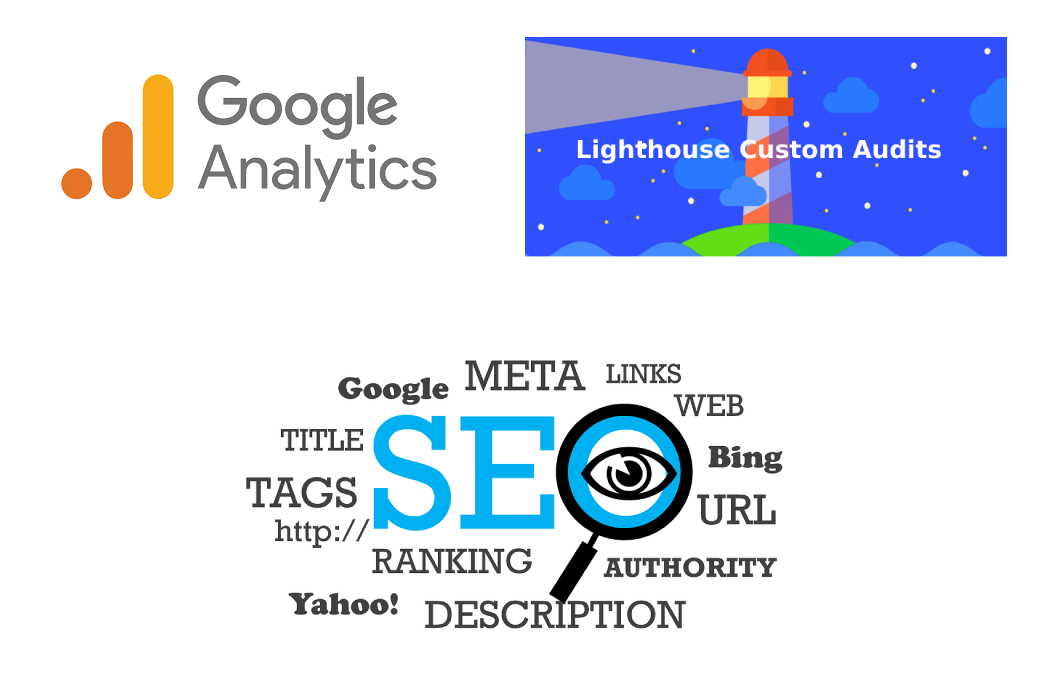 Google
Analytics
Lighthouse Custom Audits
META
LINKS
Google
WEB
TITLE
SEO
Bing
TAGS
URL
http://
RANKING
AUTHORITY
Yahoo!
DESCRIPTION